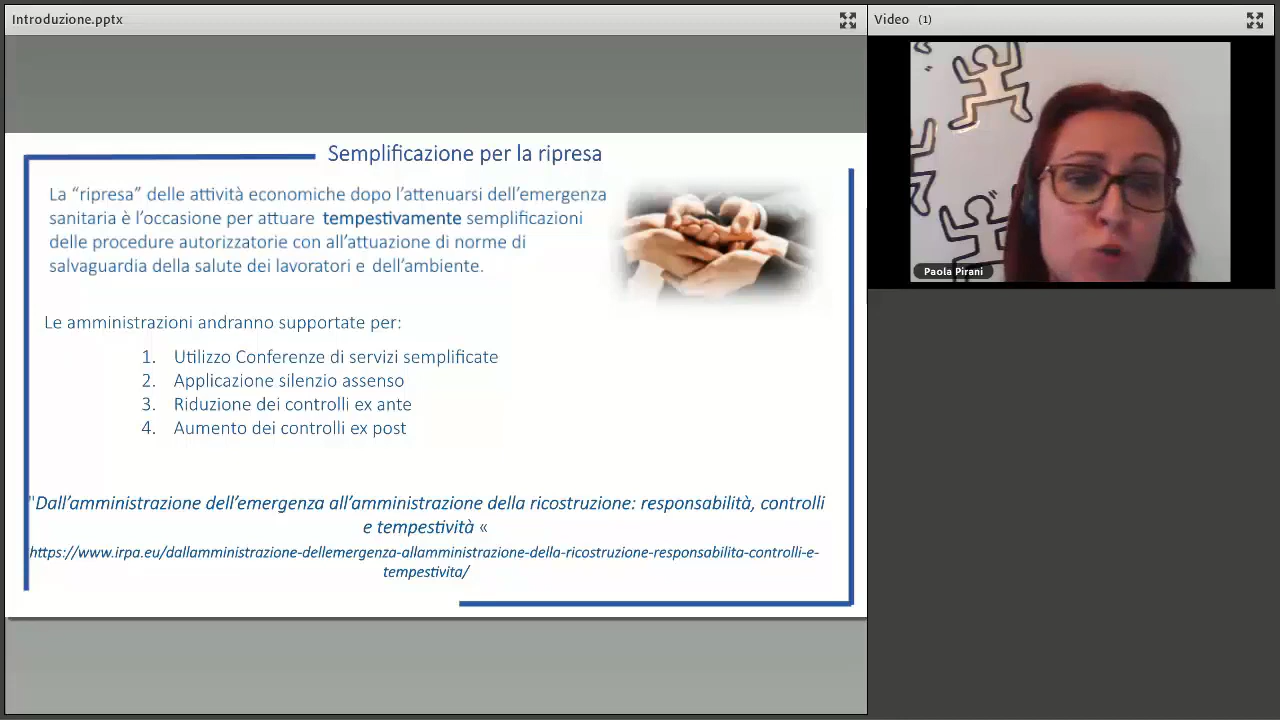 Introduzione.pptx
Video (1)
Semplificazione per la ripresa
La “ripresa” delle attività economiche dopo l’attenuarsi dell’emergenza
sanitaria è l’occasione per attuare tempestivamente semplificazioni
delle procedure autorizzatorie con all’attuazione di norme di
salvaguardia della salute dei lavoratori e dell’ambiente.
Le amministrazioni andranno supportate per:
1. Utilizzo Conferenze di servizi semplificate
2. Applicazione silenzio assenso
3. Riduzione dei controlli ex ante
4. Aumento dei controlli ex post
"Dall’amministrazione dell’emergenza all’amministrazione della ricostruzione: responsabilità, controlli
e tempestività «
https://www.irpa.eu/dallamministrazione-dellemergenza-allamministrazione-della-ricostruzione-responsabilita-controlli-e-
tempestivita/
Paola Pirani